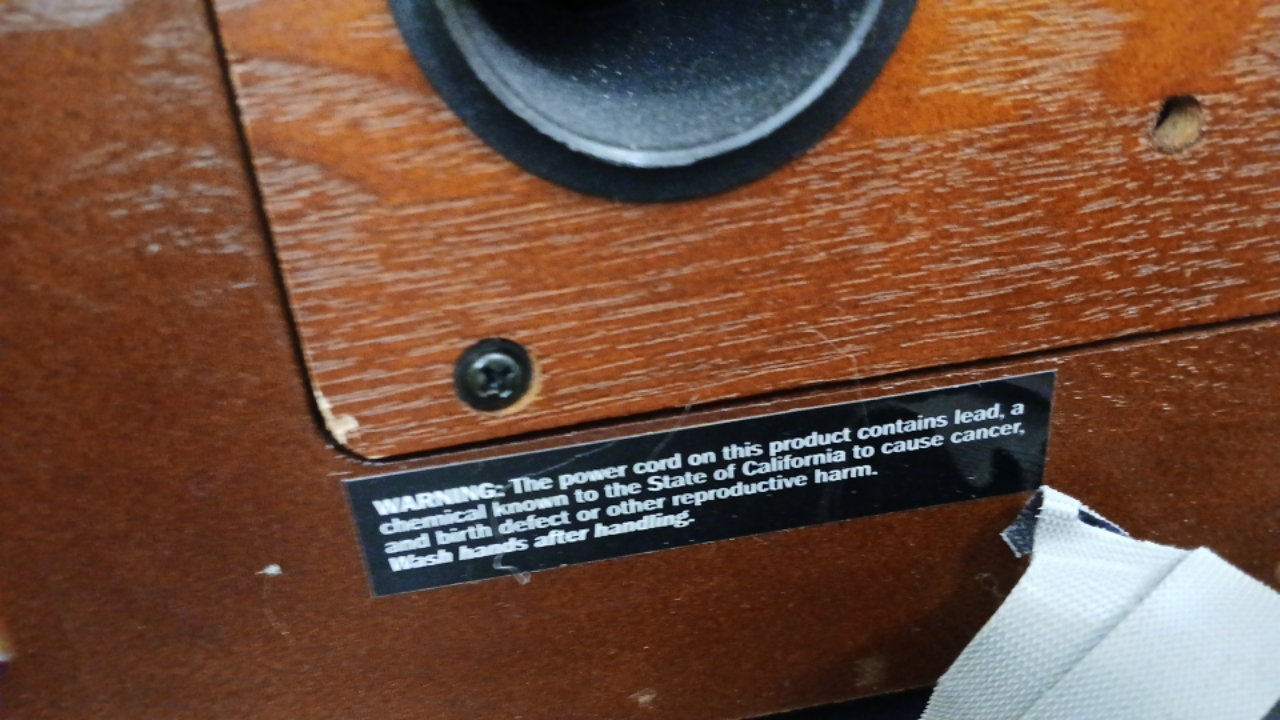 WARNING: The power cord on this product contains lead, a
chemical known to the State of California to cause cancer,
and birth defect or other reproductive harm.
Wash hands after handling.